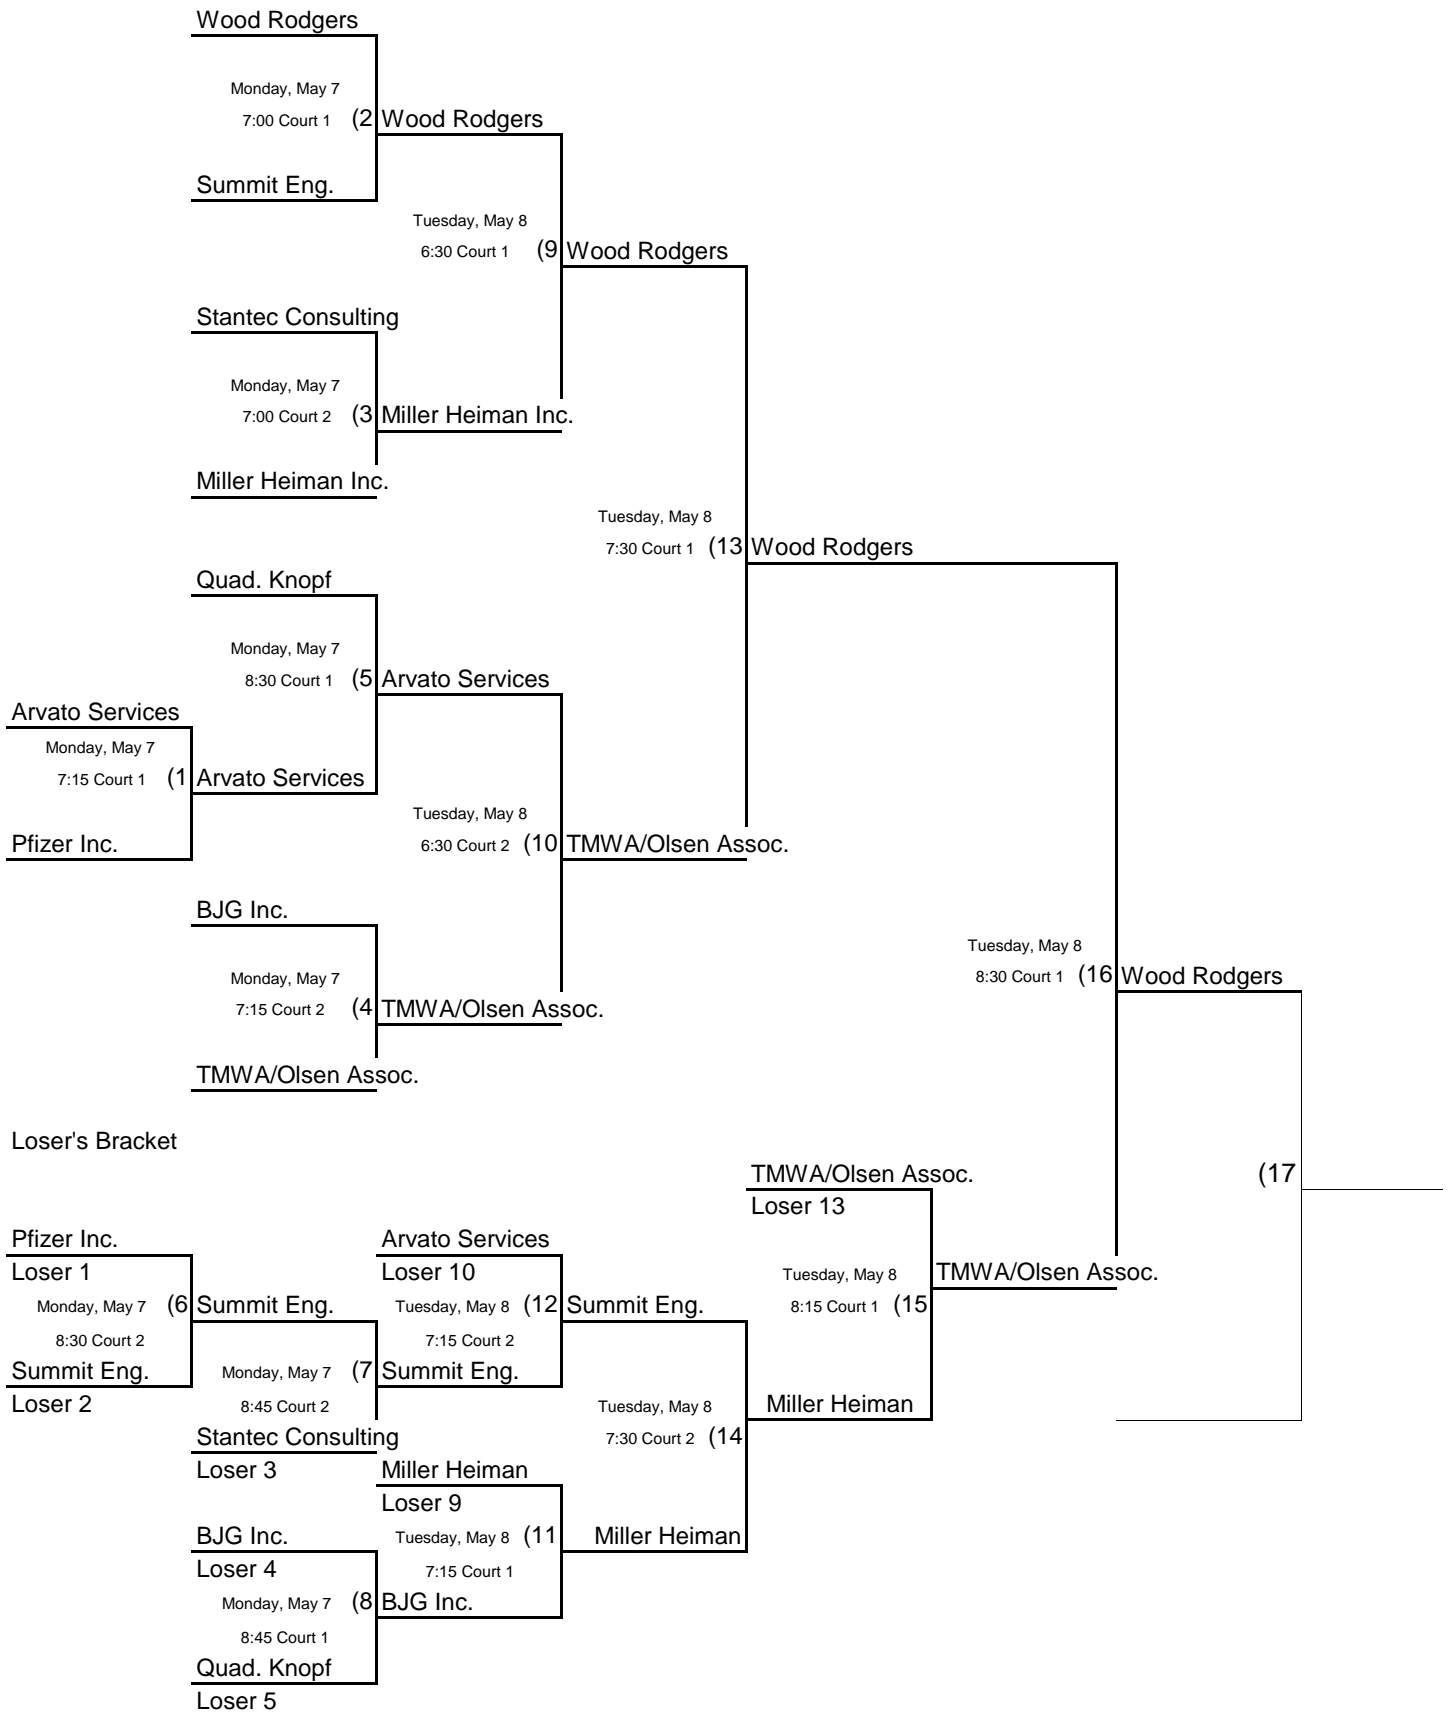 Wood Rodgers
Monday, May 7
7:00 Court 1 (2 Wood Rodgers
Summit Eng.
Tuesday, May 8
6:30 Court 1 (9 Wood Rodgers
Stantec Consulting
Monday, May 7
7:00 Court 2 (3 Miller Heiman Inc.
Miller Heiman Inc.
Tuesday, May 8
7:30 Court 1 (13 Wood Rodgers
Quad. Knopf
Monday, May 7
8:30 Court 1 (5 Arvato Services
Arvato Services
Monday, May 7
7:15 Court 1 (1 Arvato Services
Tuesday, May 8
Pfizer Inc.
6:30 Court 2 (10 TMWA/Olsen Assoc.
BJG Inc.
Tuesday, May 8
8:30 Court 1 (16 Wood Rodgers
Monday, May 7
7:15 Court 2 (4 TMWA/Olsen Assoc.
TMWA/Olsen Assoc.
Loser's Bracket
TMWA/Olsen Assoc.
(17
Loser 13
Pfizer Inc.
Arvato Services
Loser 1
Loser 10
Tuesday, May 8
TMWA/Olsen Assoc.
Monday, May 7 (6 Summit Eng.
Tuesday, May 8 (12 Summit Eng.
8:15 Court 1 (15
8:30 Court 2
7:15 Court 2
Summit Eng.
Monday, May 7 (7 Summit Eng.
Loser 2
8:45 Court 2
Tuesday, May 8
Miller Heiman
Stantec Consulting
7:30 Court 2 (14
Loser 3
Miller Heiman
Loser 9
BJG Inc.
Tuesday, May 8 (11 Miller Heiman
Loser 4
7:15 Court 1
Monday, May 7 (8 BJG Inc.
8:45 Court 1
Quad. Knopf
Loser 5